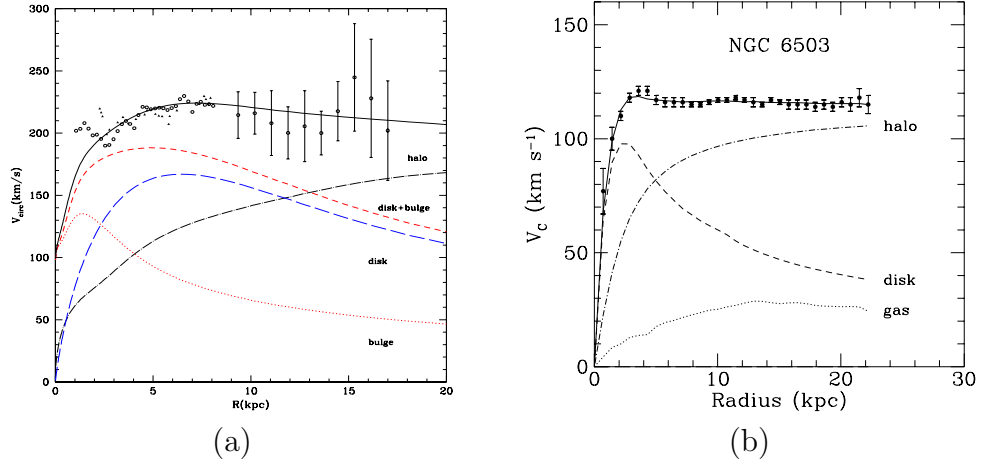 300
250
200
150
100
50
0
V_circ(km/s)
0 5 10 15 20
R(kpc)
halo
disk+bulge
disk
bulge
(a)
150
100
50
0
V_C (km s⁻¹)
0 10 20 30
Radius (kpc)
NGC 6503
halo
disk
gas
(b)